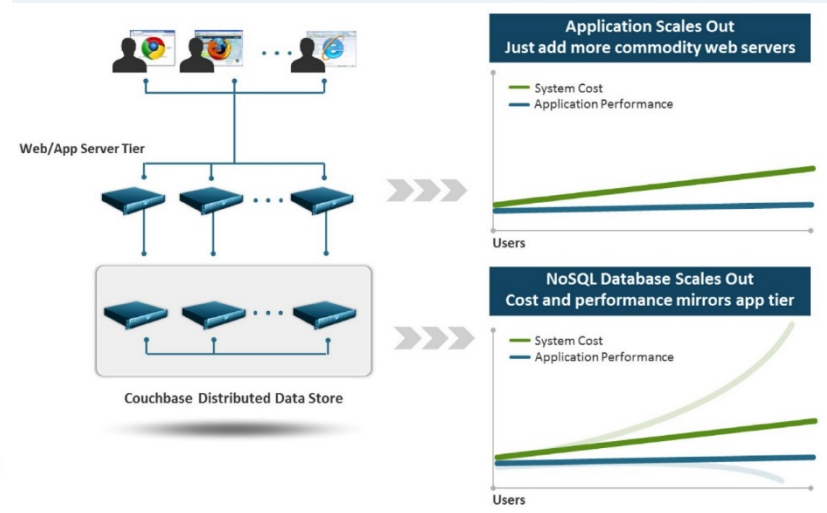 Application Scales Out
Just add more commodity web servers
System Cost
Application Performance
Web/App Server Tier
Users
NoSQL Database Scales Out
Cost and performance mirrors app tier
System Cost
Application Performance
Couchbase Distributed Data Store
Users